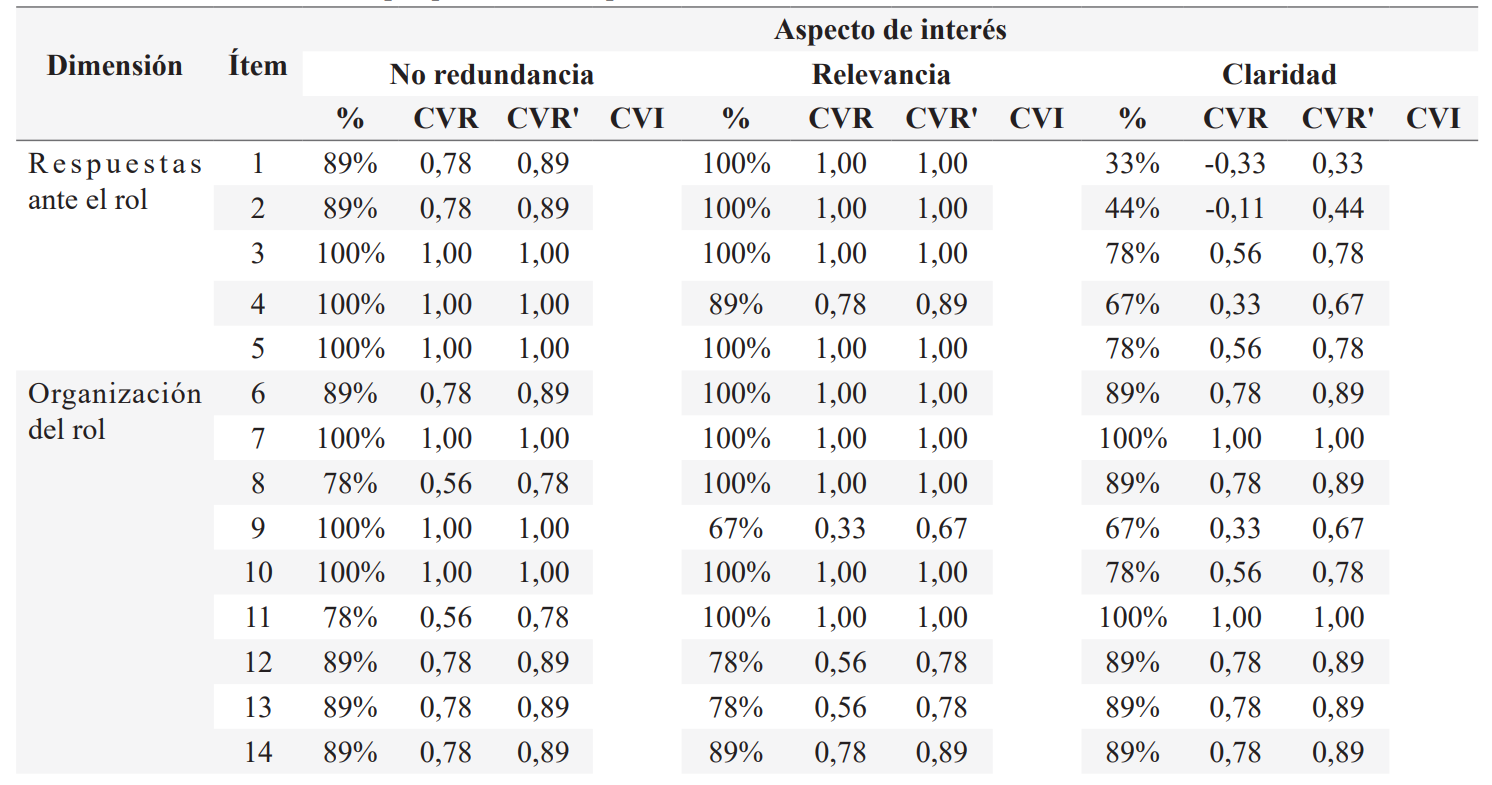 Aspecto de interés
Dimensión Ítem No redundancia Relevancia Claridad
% CVR CVR' CVI % CVR CVR' CVI % CVR CVR' CVI
Respuestas 1 89% 0,78 0,89 100% 1,00 1,00 33% -0,33 0,33
ante el rol 2 89% 0,78 0,89 100% 1,00 1,00 44% -0,11 0,44
3 100% 1,00 1,00 100% 1,00 1,00 78% 0,56 0,78
4 100% 1,00 1,00 89% 0,78 0,89 67% 0,33 0,67
5 100% 1,00 1,00 100% 1,00 1,00 78% 0,56 0,78
Organización 6 89% 0,78 0,89 100% 1,00 1,00 89% 0,78 0,89
del rol 7 100% 1,00 1,00 100% 1,00 1,00 100% 1,00 1,00
8 78% 0,56 0,78 100% 1,00 1,00 89% 0,78 0,89
9 100% 1,00 1,00 67% 0,33 0,67 67% 0,33 0,67
10 100% 1,00 1,00 100% 1,00 1,00 78% 0,56 0,78
11 78% 0,56 0,78 100% 1,00 1,00 100% 1,00 1,00
12 89% 0,78 0,89 78% 0,56 0,78 89% 0,78 0,89
13 89% 0,78 0,89 78% 0,56 0,78 89% 0,78 0,89
14 89% 0,78 0,89 89% 0,78 0,89 89% 0,78 0,89